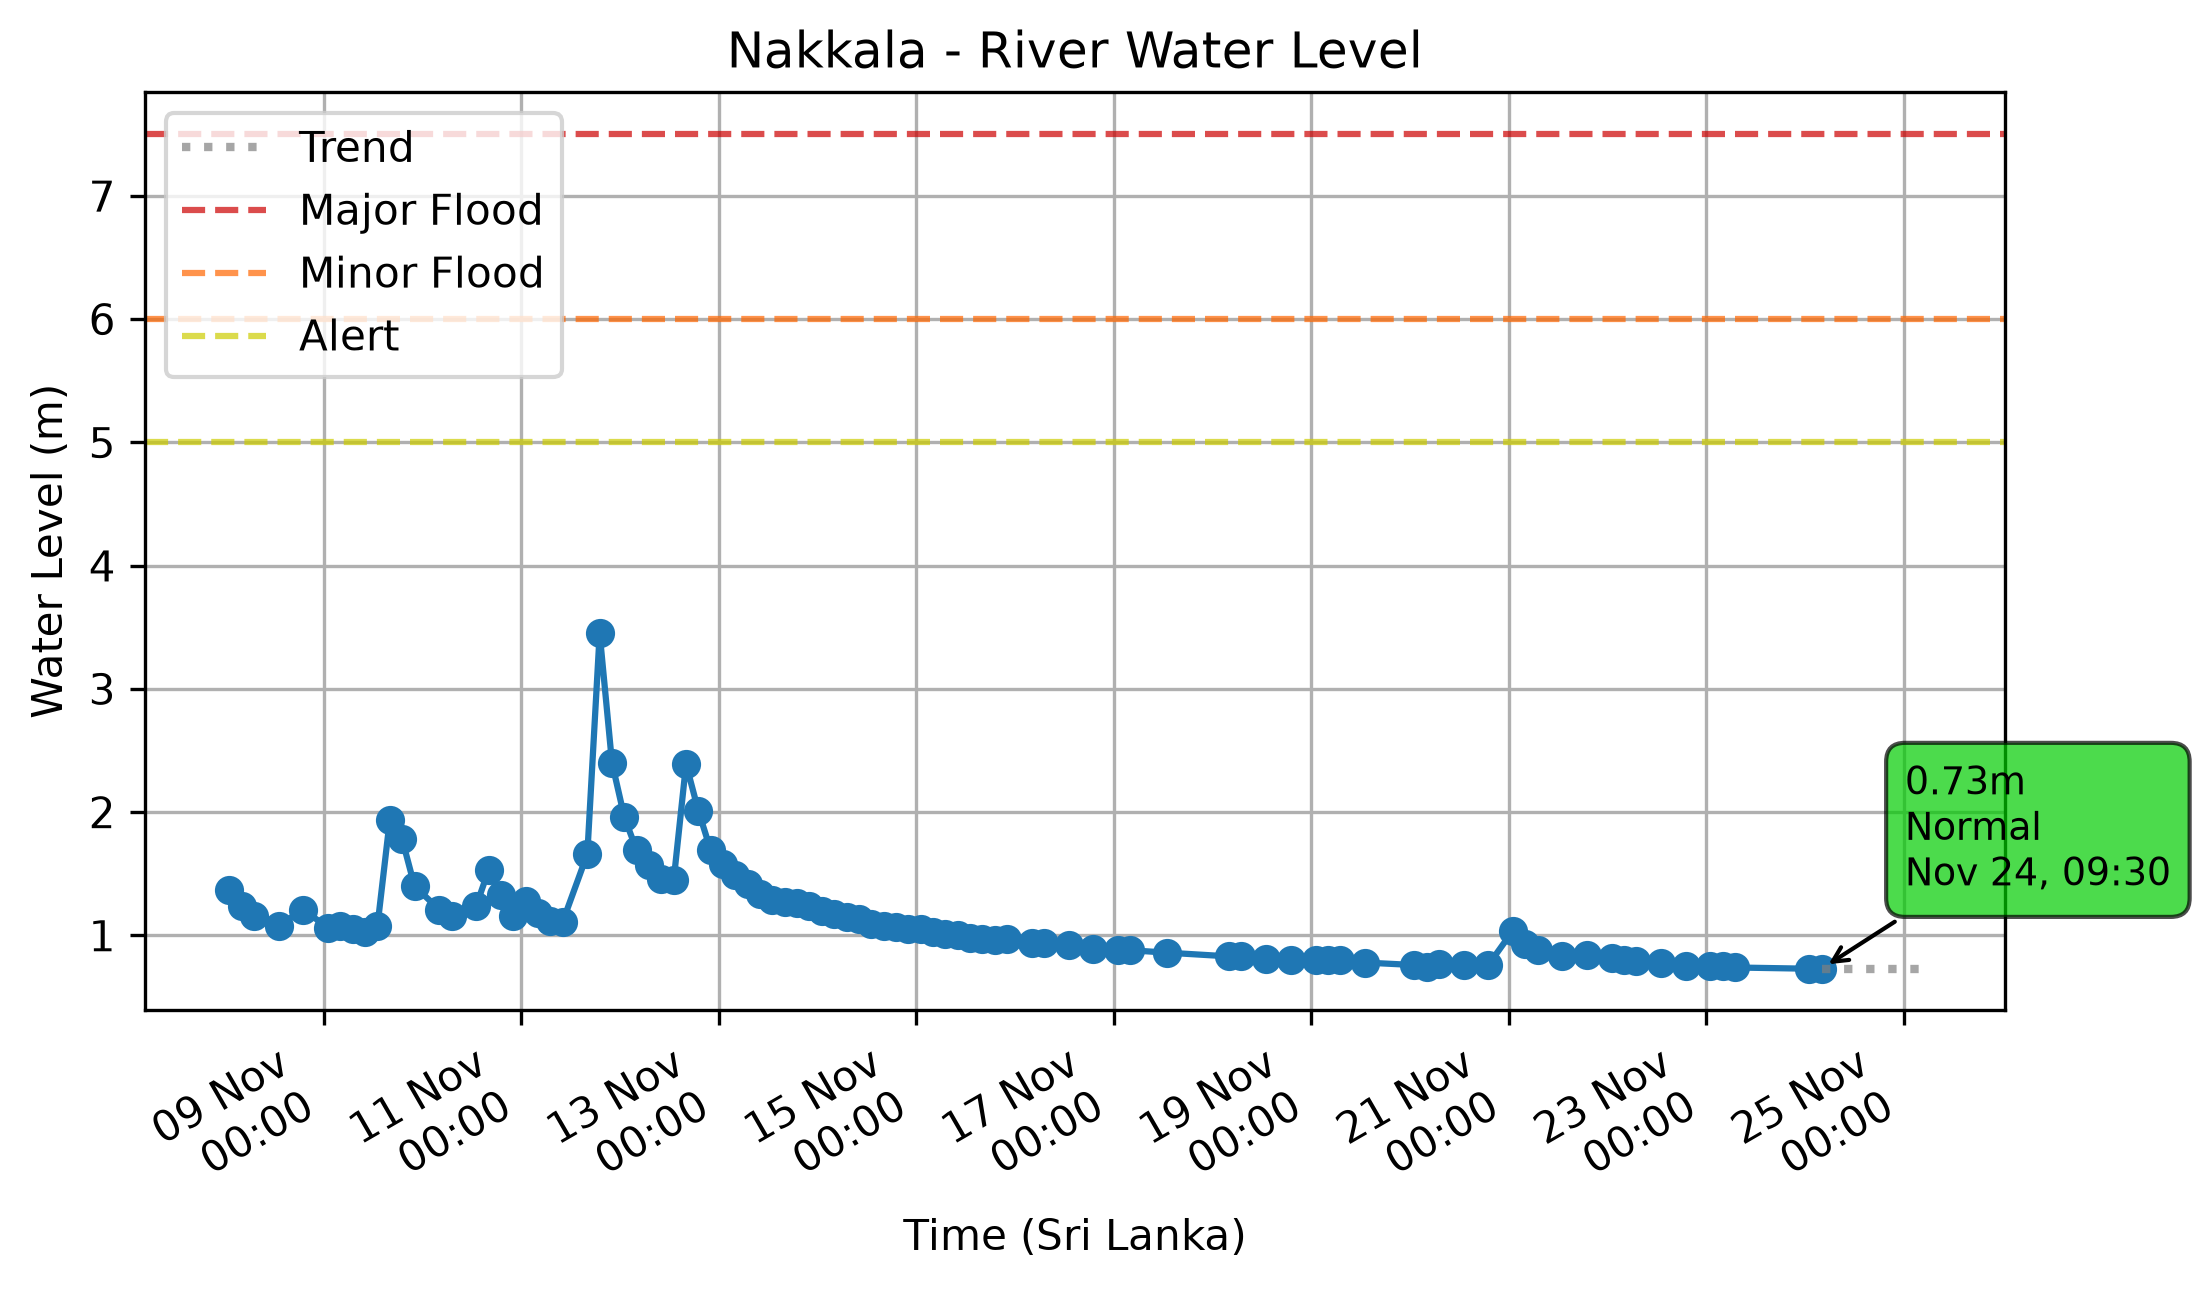 Nakkala - River Water Level
Trend
Major Flood
Minor Flood
Alert
7
6
5
4
3
2
1
Water Level (m)
0.73m
Normal
Nov 24, 09:30
09 Nov
00:00
11 Nov
00:00
13 Nov
00:00
15 Nov
00:00
17 Nov
00:00
19 Nov
00:00
21 Nov
00:00
23 Nov
00:00
25 Nov
00:00
Time (Sri Lanka)